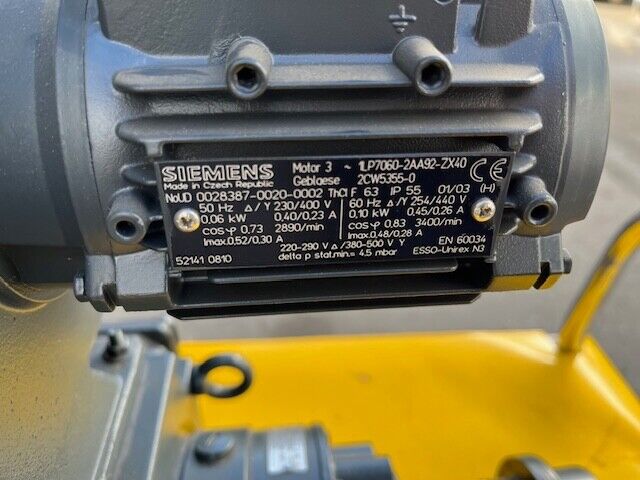 SIEMENS Motor 3 ~ 1LP7060-2AA92-ZX40 CE
Made in Czech Republic Geblaese 2CW5355-0
NoUD 0028387-0020-0002 ThCl F 63 IP 55 01/03 (H)
50 Hz Δ/Y 230/400 V 60 Hz Δ/Y 254/440 V
0.06 kW 0.40/0.23 A 0.10 kW 0.45/0.26 A
cosφ 0,73 2890/min cosφ 0,83 3400/min
Imax.0.52/0.30 A Imax.0.48/0.28 A EN 60034
220-290 V Δ/380-500 V Y ESSO-Unirex N3
52141 0810 delta p stat.min.= 4,5 mbar